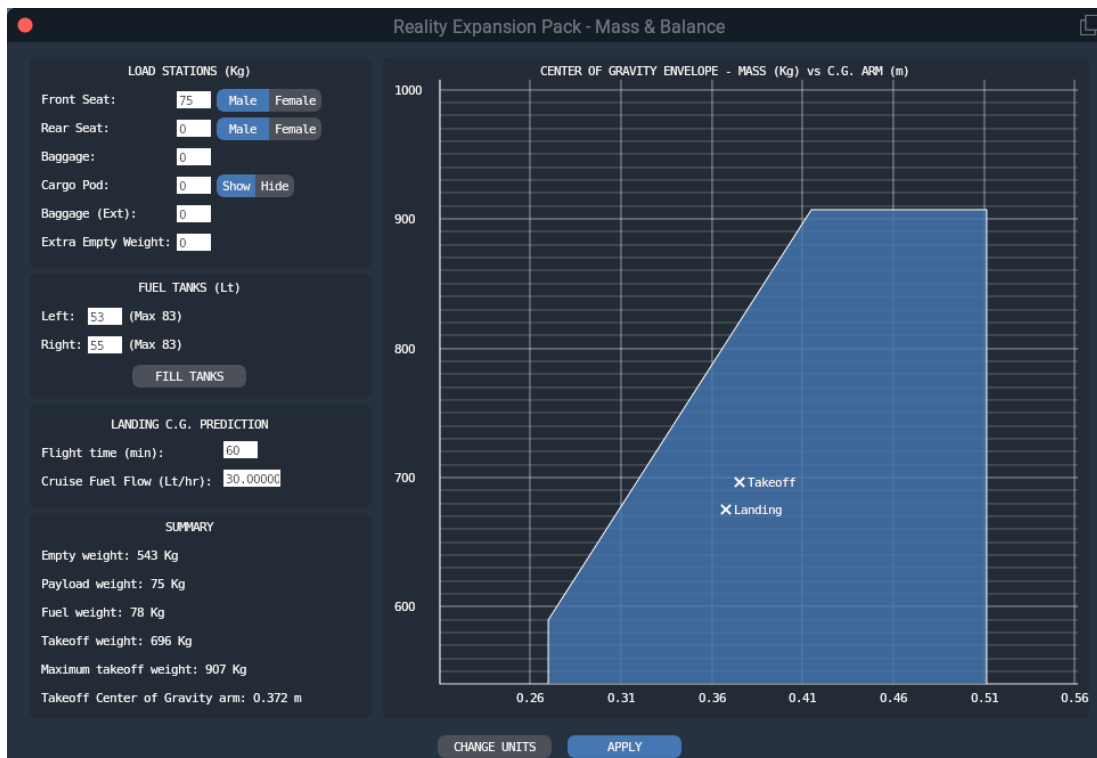 Reality Expansion Pack - Mass & Balance
LOAD STATIONS (Kg)
Front Seat: 75 Male Female
Rear Seat: 0 Male Female
Baggage: 0
Cargo Pod: 0 Show Hide
Baggage (Ext): 0
Extra Empty Weight: 0
FUEL TANKS (Lt)
Left: 53 (Max 83)
Right: 55 (Max 83)
FILL TANKS
LANDING C.G. PREDICTION
Flight time (min): 60
Cruise Fuel Flow (Lt/hr): 30.00000
SUMMARY
Empty weight: 543 Kg
Payload weight: 75 Kg
Fuel weight: 78 Kg
Takeoff weight: 696 Kg
Maximum takeoff weight: 907 Kg
Takeoff Center of Gravity arm: 0.372 m
CENTER OF GRAVITY ENVELOPE - MASS (Kg) vs C.G. ARM (m)
1000
900
800
700
600
Takeoff
Landing
0.26 0.31 0.36 0.41 0.46 0.51 0.56
CHANGE UNITS APPLY